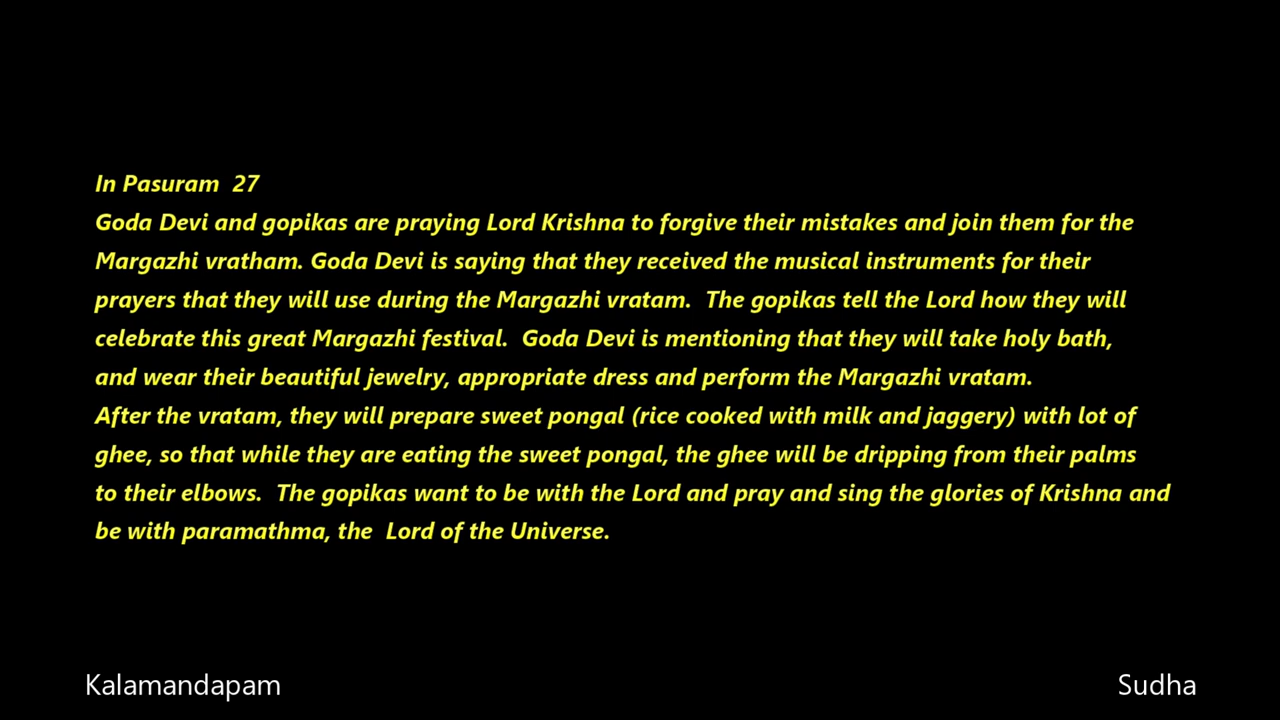 In Pasuram  27
Goda Devi and gopikas are praying Lord Krishna to forgive their mistakes and join them for the
Margazhi vratham. Goda Devi is saying that they received the musical instruments for their
prayers that they will use during the Margazhi vratam.  The gopikas tell the Lord how they will
celebrate this great Margazhi festival.  Goda Devi is mentioning that they will take holy bath,
and wear their beautiful jewelry, appropriate dress and perform the Margazhi vratam.
After the vratam, they will prepare sweet pongal (rice cooked with milk and jaggery) with lot of
ghee, so that while they are eating the sweet pongal, the ghee will be dripping from their palms
to their elbows.  The gopikas want to be with the Lord and pray and sing the glories of Krishna and
be with paramathma, the  Lord of the Universe.
Kalamandapam
Sudha